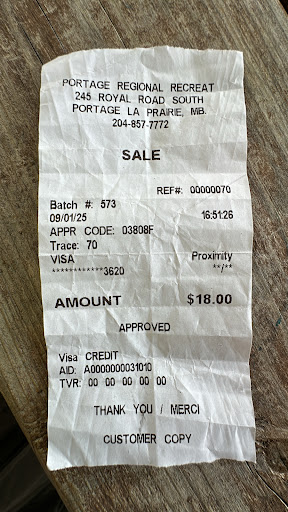 PORTAGE REGIONAL RECREAT
245 ROYAL ROAD SOUTH
PORTAGE LA PRAIRIE, MB.
204-857-7772
SALE
REF#: 00000070
Batch #: 573
09/01/25 16:51:26
APPR CODE: 03808F
Trace: 70
VISA Proximity
************3620 **/**
AMOUNT $18.00
APPROVED
Visa CREDIT
AID: A0000000031010
TVR: 00 00 00 00 00
THANK YOU / MERCI
CUSTOMER COPY